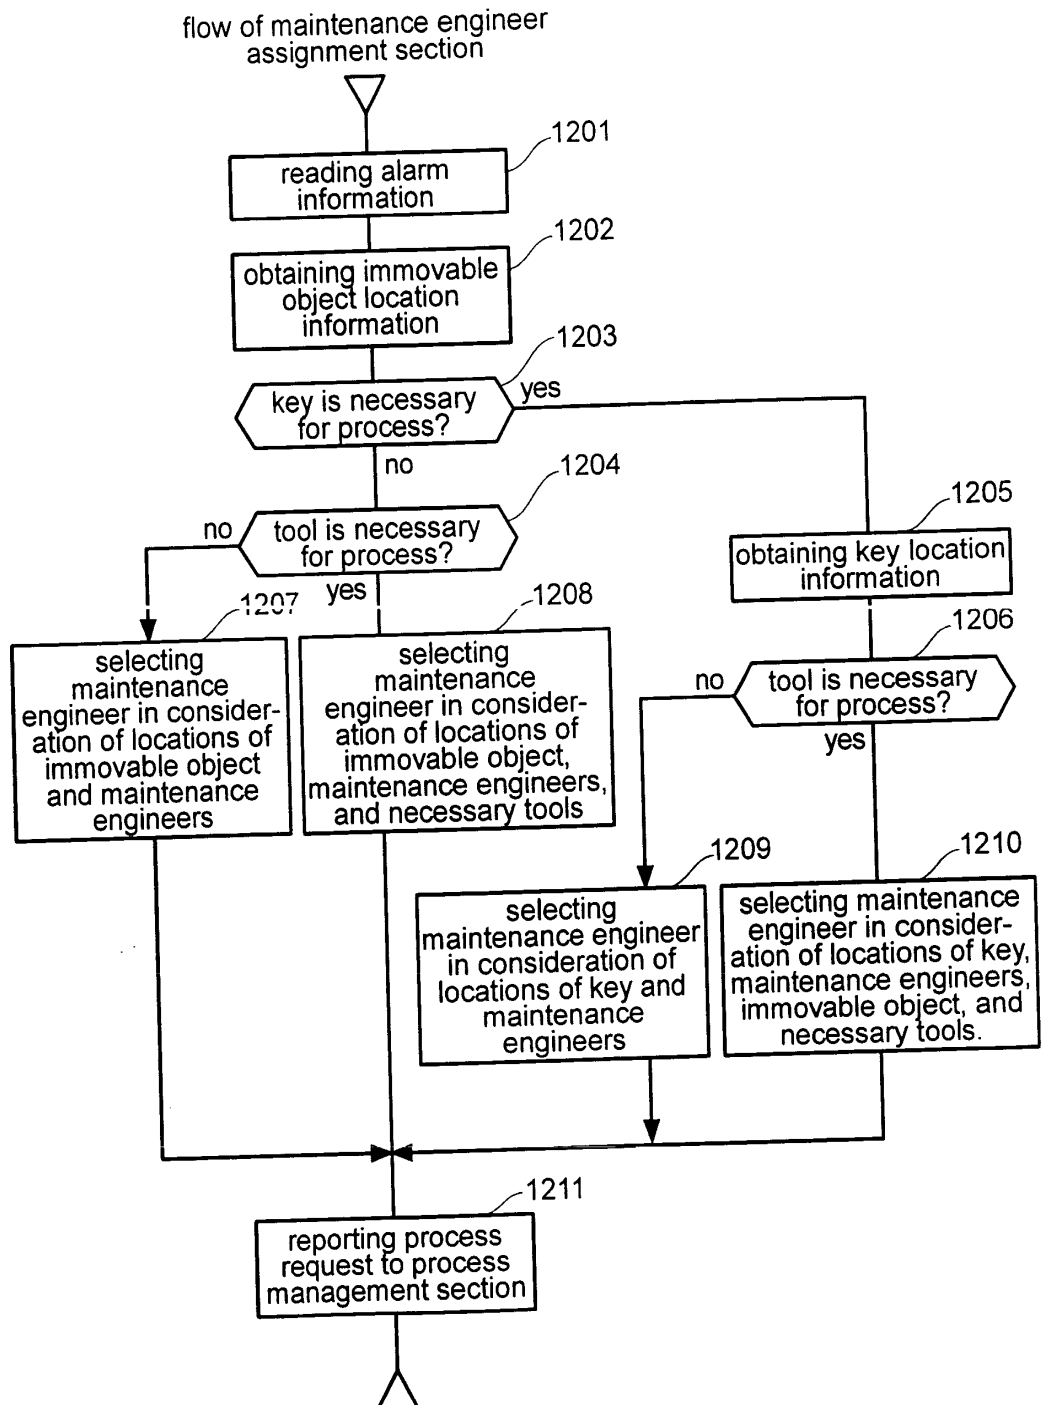 flow of maintenance engineer
assignment section
1201
reading alarm
information
1202
obtaining immovable
object location
information
1203
key is necessary
for process?
yes
no
1204
tool is necessary
for process?
no
yes
1205
obtaining key location
information
1206
tool is necessary
for process?
no
yes
1207
selecting
maintenance
engineer in consider-
ation of locations of
immovable object
and maintenance
engineers
1208
selecting
maintenance
engineer in consider-
ation of locations of
immovable object,
maintenance engineers,
and necessary tools
1209
selecting
maintenance engineer
in consideration of
locations of key and
maintenance
engineers
1210
selecting maintenance
engineer in consider-
ation of locations of key,
maintenance engineers,
immovable object, and
necessary tools.
1211
reporting process
request to process
management section